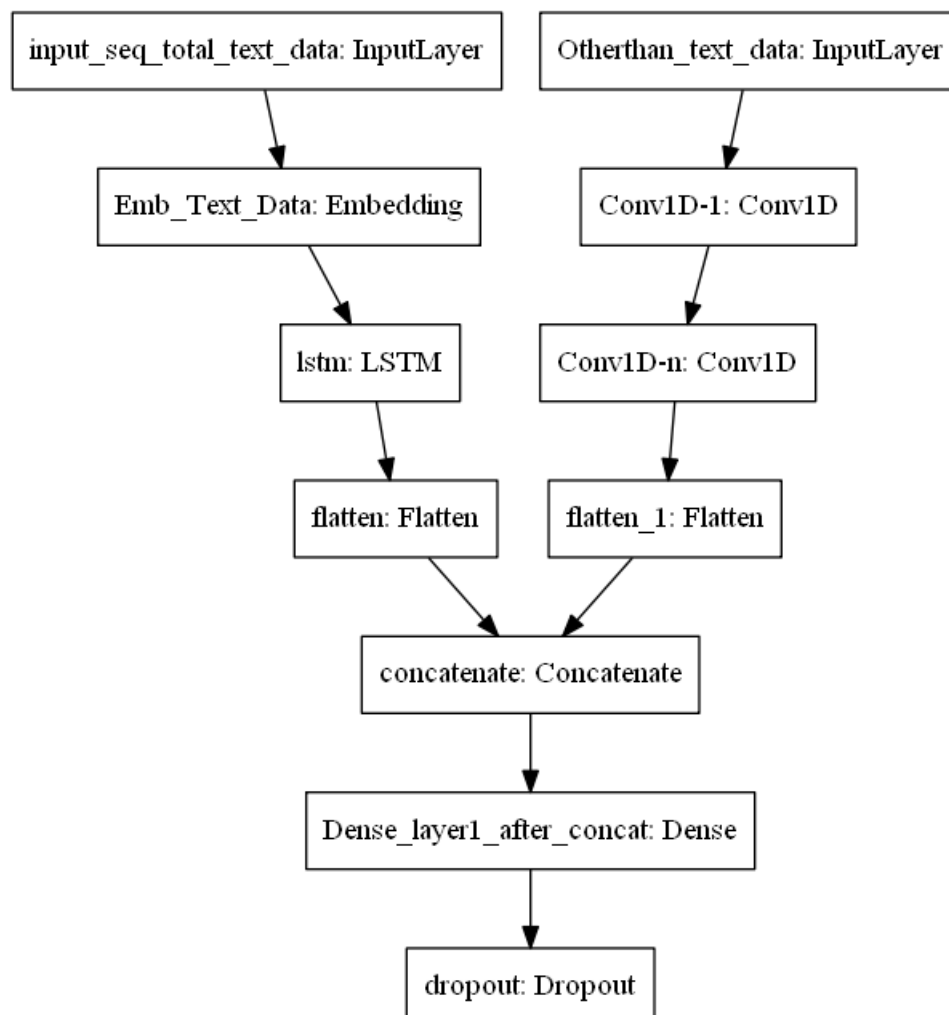 input_seq_total_text_data: InputLayer
Otherthan_text_data: InputLayer
Emb_Text_Data: Embedding
Conv1D-1: Conv1D
lstm: LSTM
Conv1D-n: Conv1D
flatten: Flatten
flatten_1: Flatten
concatenate: Concatenate
Dense_layer1_after_concat: Dense
dropout: Dropout